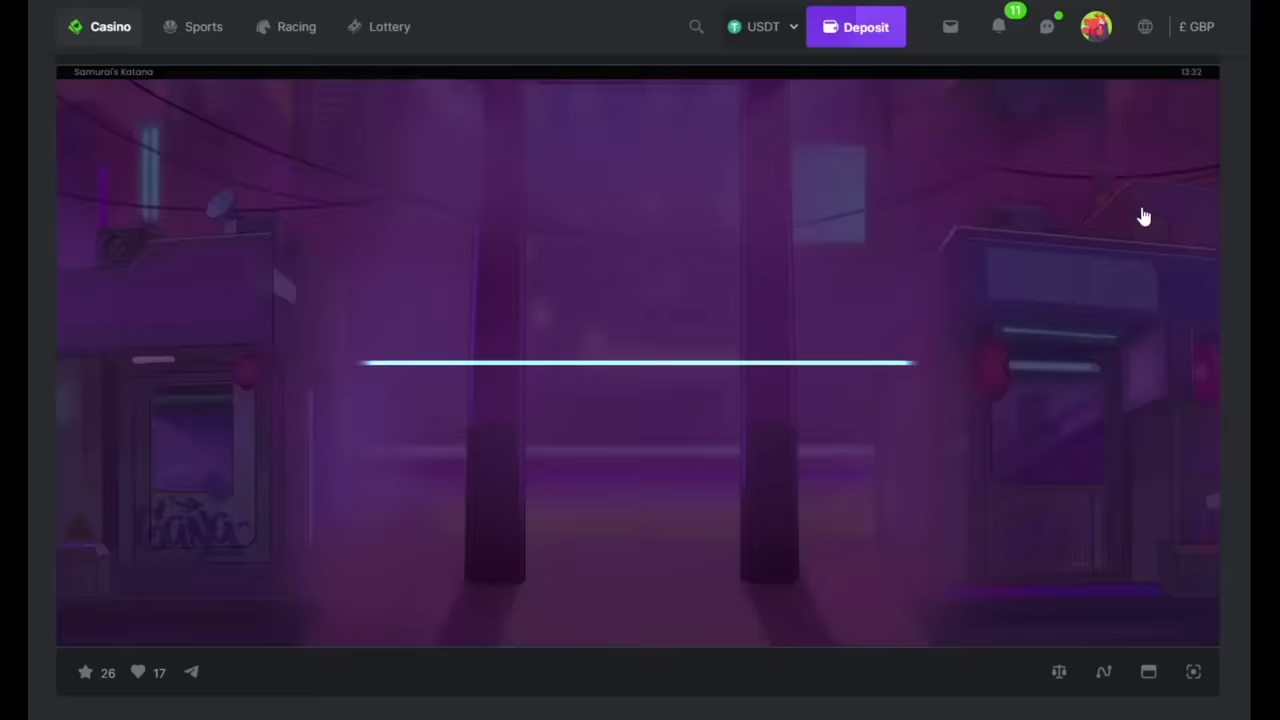 Casino
Sports
Racing
Lottery
USDT
Deposit
11
£ GBP
Samurai's Katana
13:32
26
17